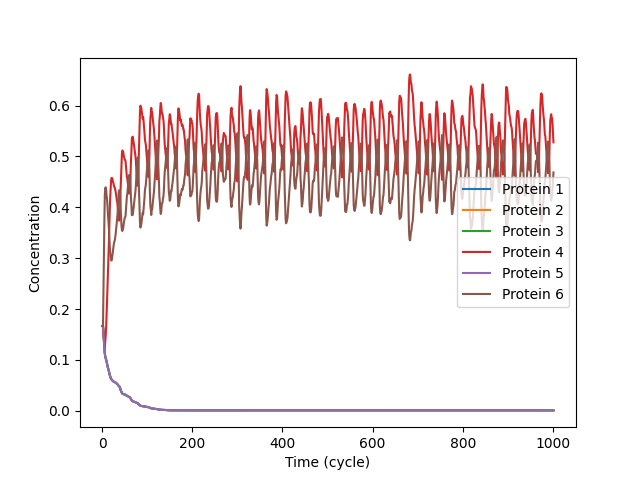 0.6
0.5
0.4
0.3
0.2
0.1
0.0
Concentration
0
200
400
600
800
1000
Time (cycle)
Protein 1
Protein 2
Protein 3
Protein 4
Protein 5
Protein 6